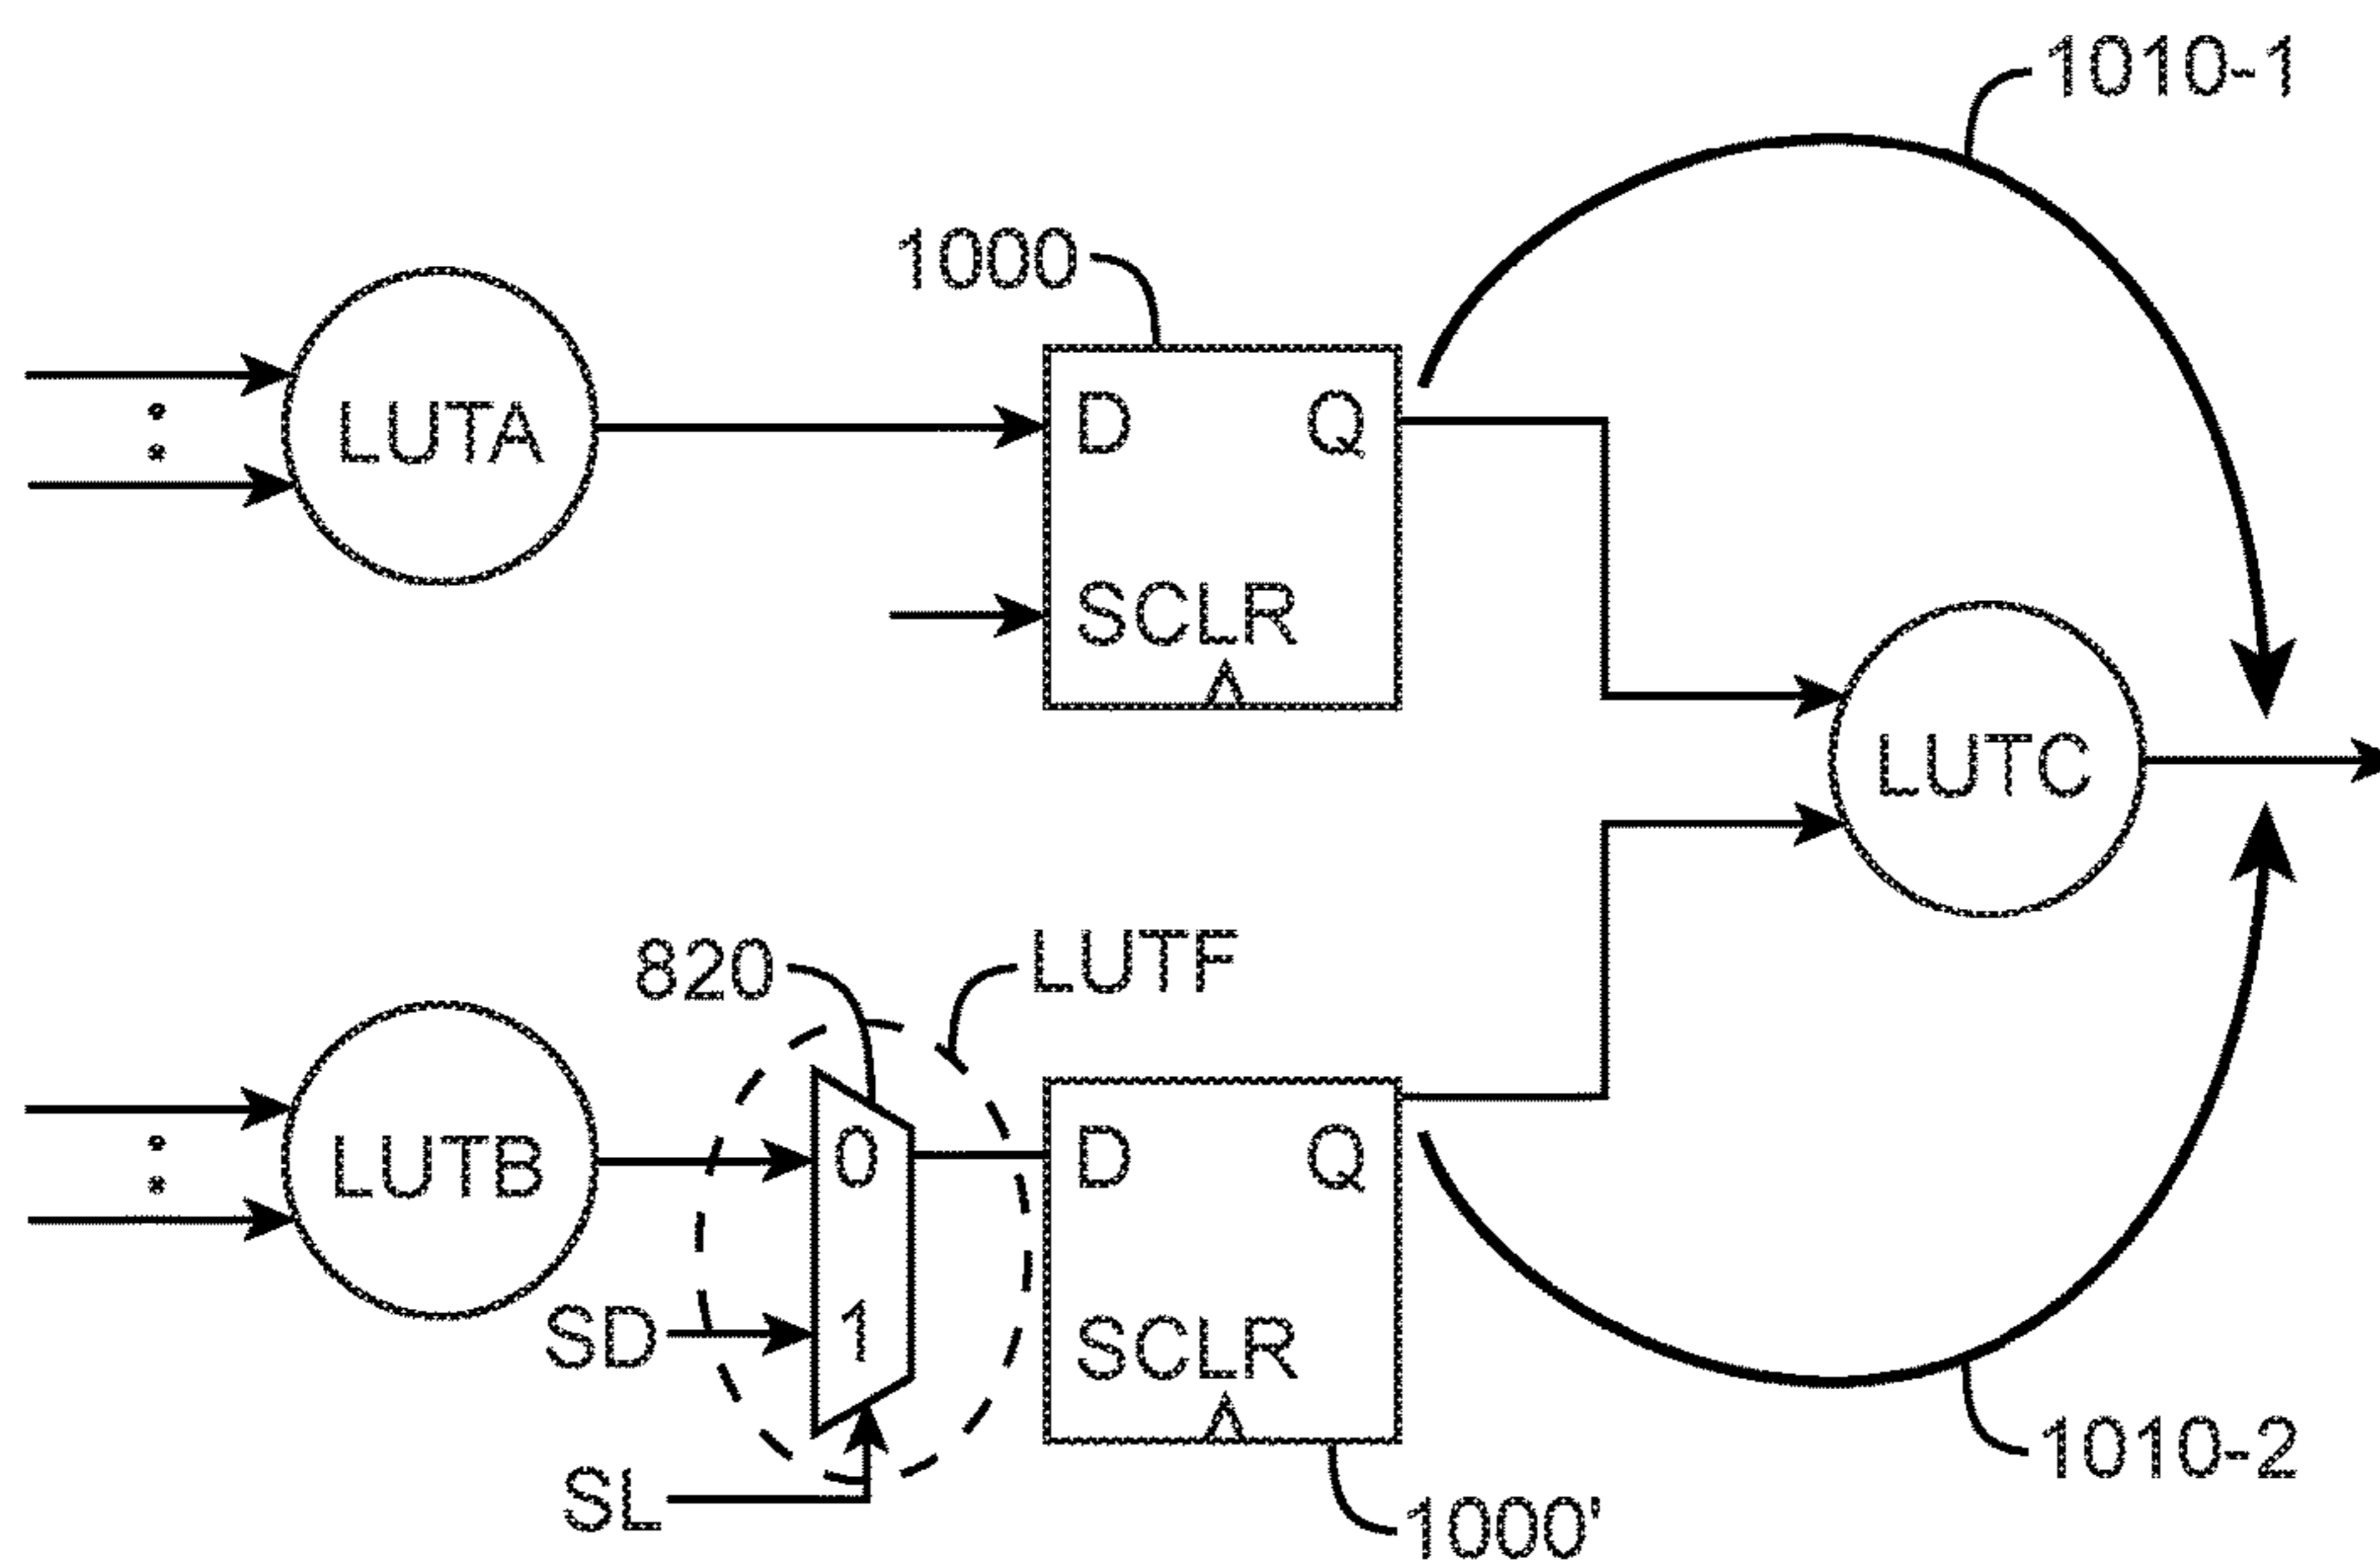 1010-1
1000
LUTA
D Q
SCLR
LUTC
820
LUTF
LUTB
0
D Q
SD
1
SCLR
SL
1010-2
1000'